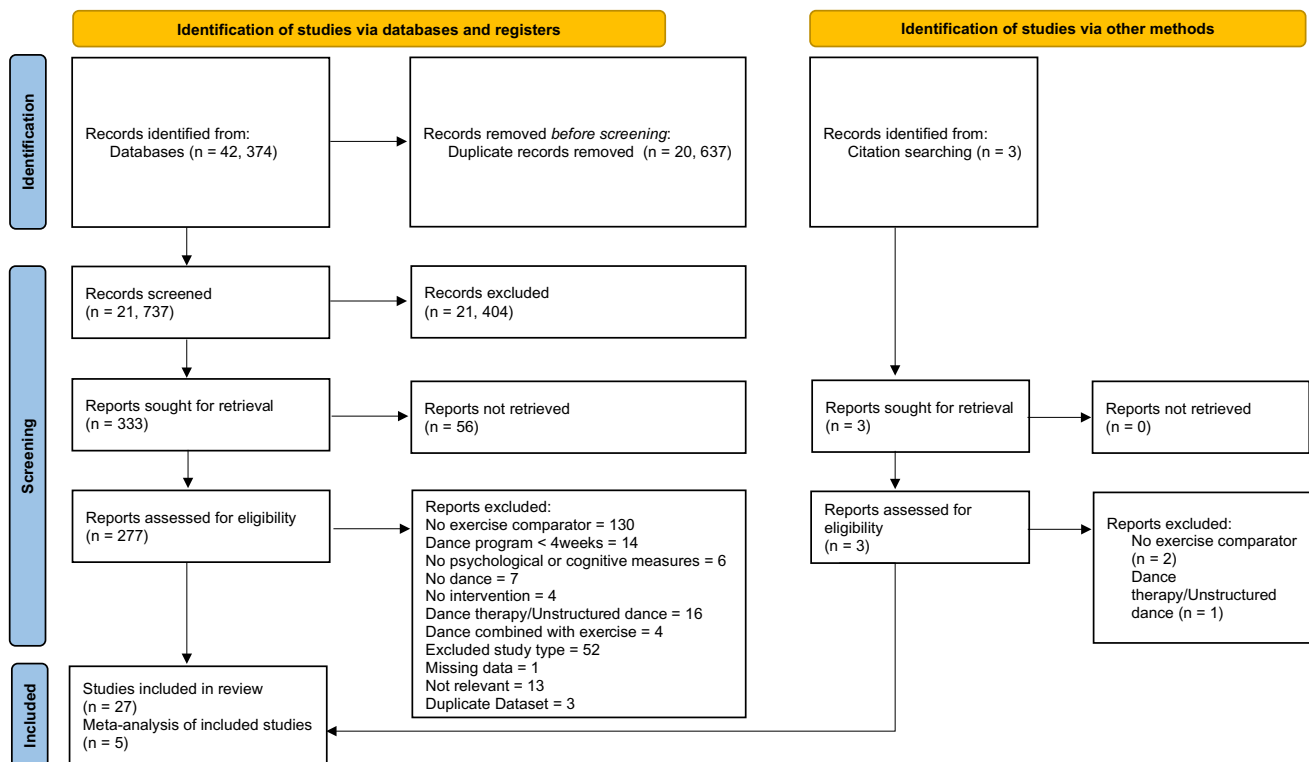 Identification of studies via databases and registers
Identification of studies via other methods
Identification
Records identified from:
Databases (n = 42, 374)
Records removed before screening:
Duplicate records removed  (n = 20, 637)
Records identified from:
Citation searching (n = 3)
Screening
Records screened
(n = 21, 737)
Records excluded
(n = 21, 404)
Reports sought for retrieval
(n = 333)
Reports not retrieved
(n = 56)
Reports sought for retrieval
(n = 3)
Reports not retrieved
(n = 0)
Reports assessed for eligibility
(n = 277)
Reports excluded:
No exercise comparator = 130
Dance program < 4weeks = 14
No psychological or cognitive measures = 6
No dance = 7
No intervention = 4
Dance therapy/Unstructured dance = 16
Dance combined with exercise = 4
Excluded study type = 52
Missing data = 1
Not relevant = 13
Duplicate Dataset = 3
Reports assessed for
eligibility
(n = 3)
Reports excluded:
No exercise comparator
(n = 2)
Dance
therapy/Unstructured
dance (n = 1)
Included
Studies included in review
(n = 27)
Meta-analysis of included studies
(n = 5)